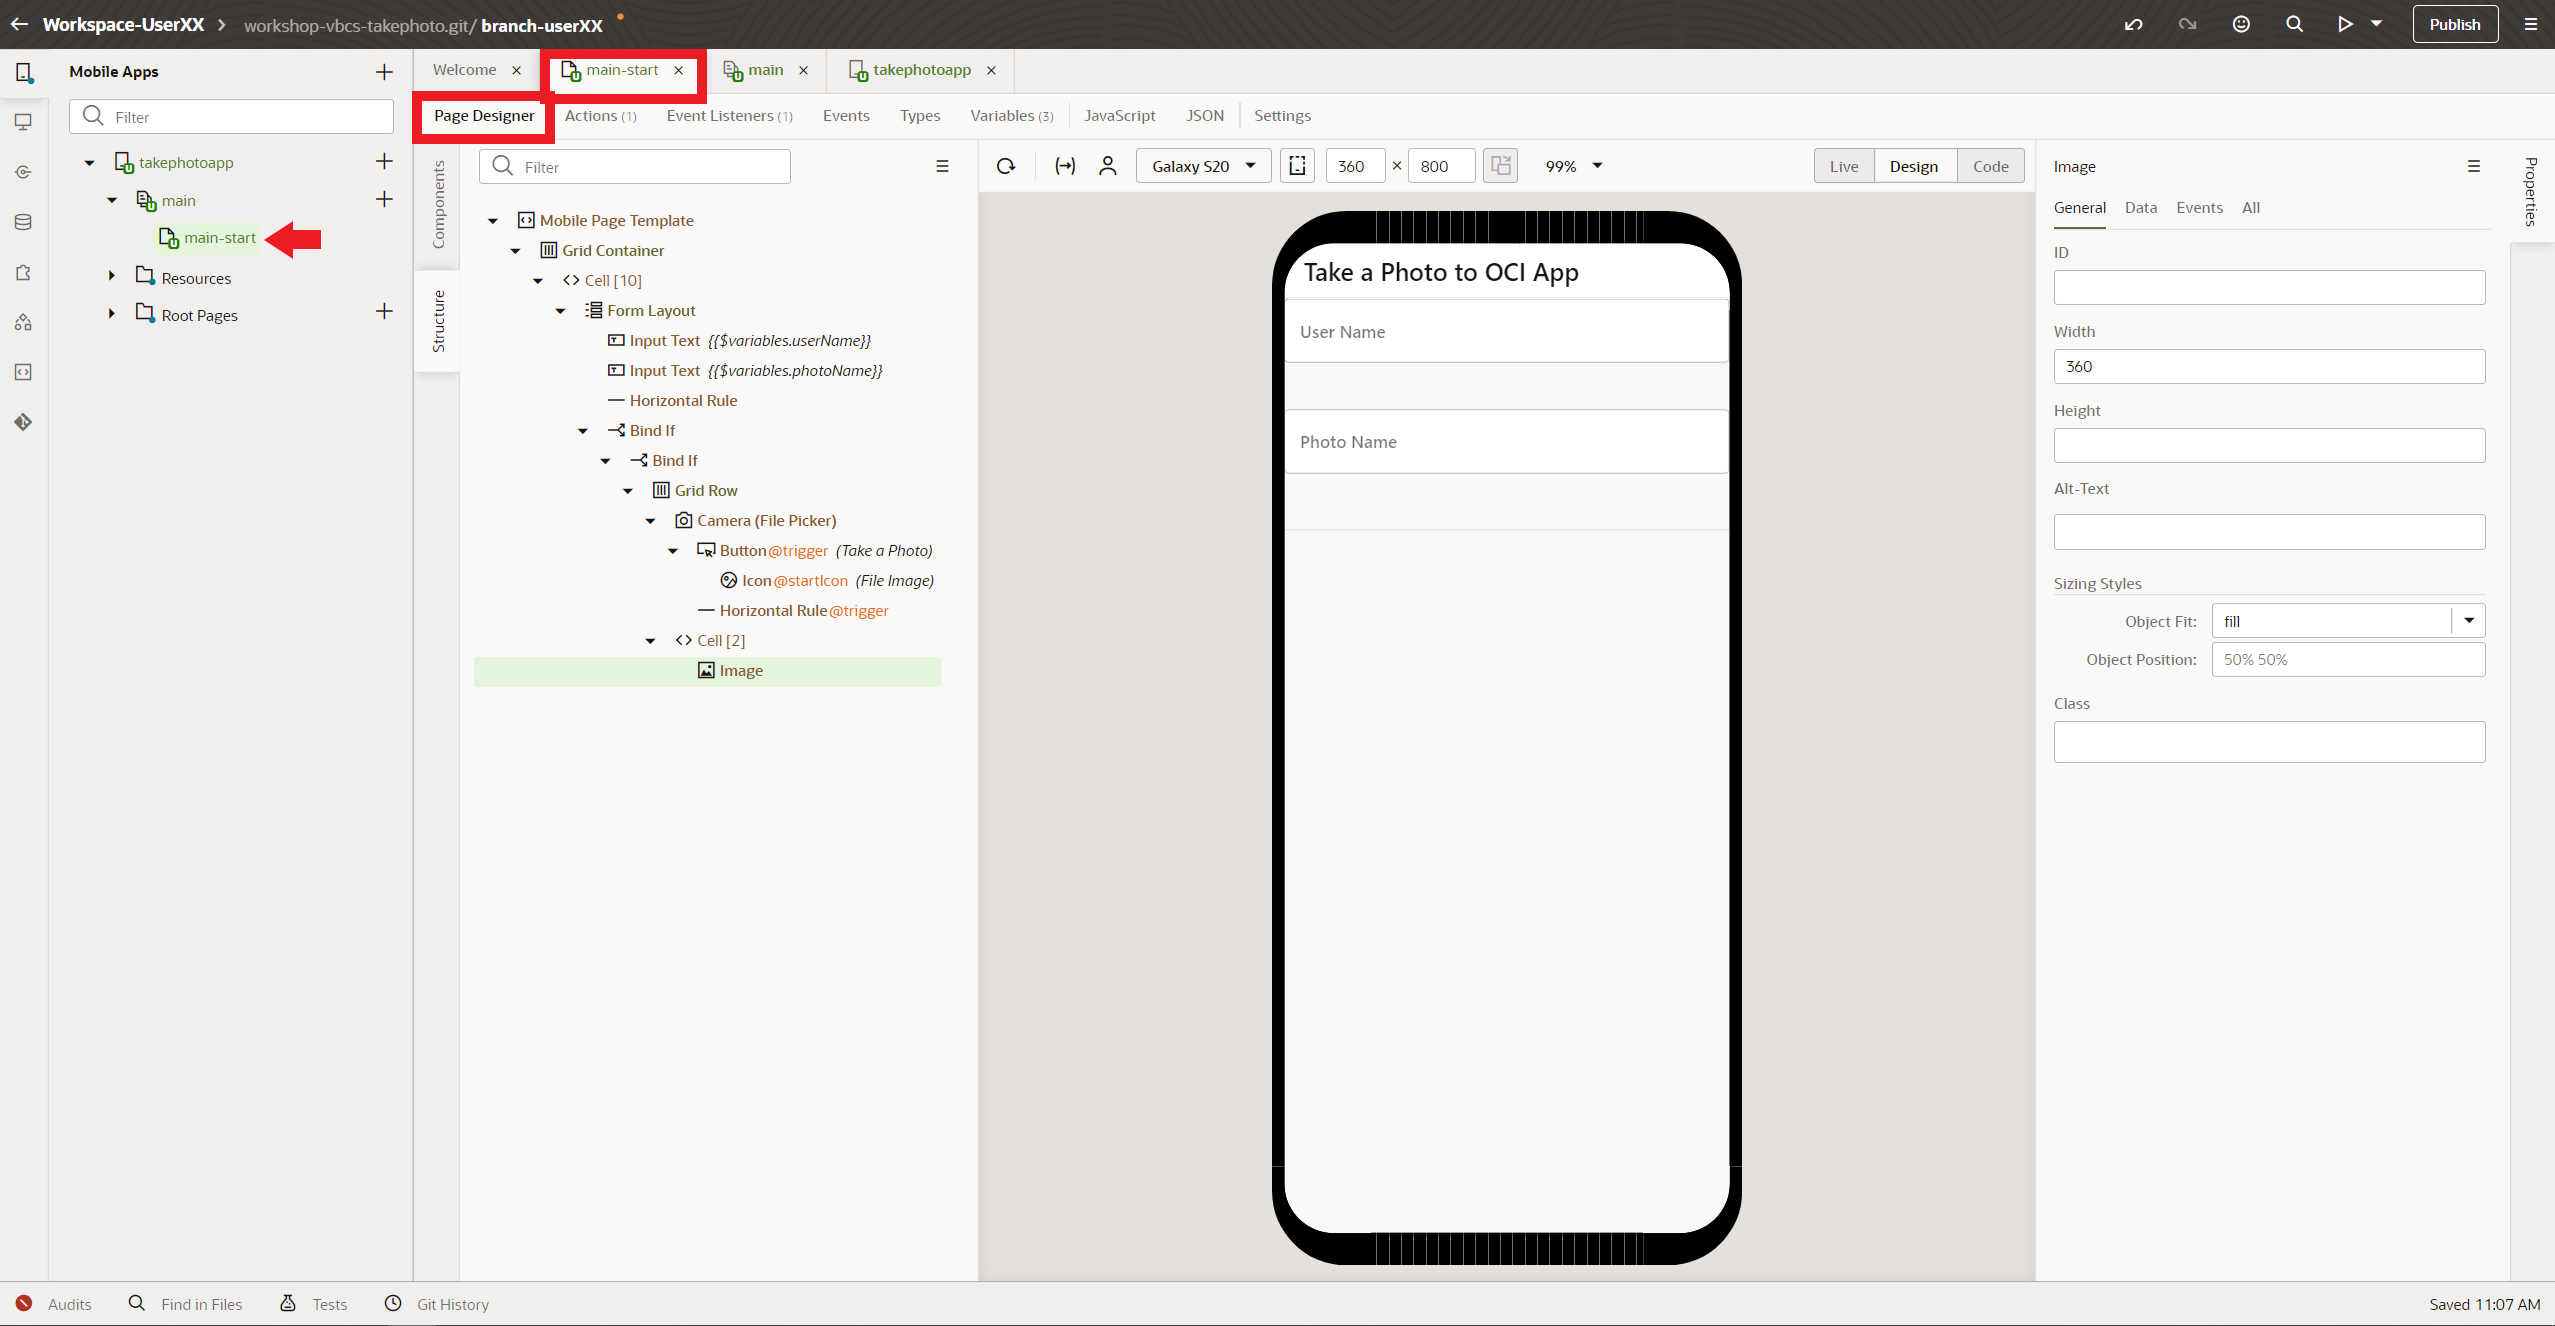 Workspace-UserXX > workshop-vbcs-takephoto.git/ branch-userXX
Publish
Mobile Apps
Filter
takephotoapp
main
main-start
Resources
Root Pages
Welcome
main-start
main
takephotoapp
Page Designer
Actions (1)
Event Listeners (1)
Events
Types
Variables (3)
JavaScript
JSON
Settings
Components
Structure
Filter
Mobile Page Template
Grid Container
Cell [10]
Form Layout
Input Text {{$variables.userName}}
Input Text {{$variables.photoName}}
Horizontal Rule
Bind If
Bind If
Grid Row
Camera (File Picker)
Button@trigger (Take a Photo)
Icon@startIcon (File Image)
Horizontal Rule@trigger
Cell [2]
Image
Galaxy S20
360 × 800
99%
Live
Design
Code
Take a Photo to OCI App
User Name
Photo Name
Image
General
Data
Events
All
ID
Width
360
Height
Alt-Text
Sizing Styles
Object Fit: fill
Object Position: 50% 50%
Class
Properties
Audits
Find in Files
Tests
Git History
Saved 11:07 AM